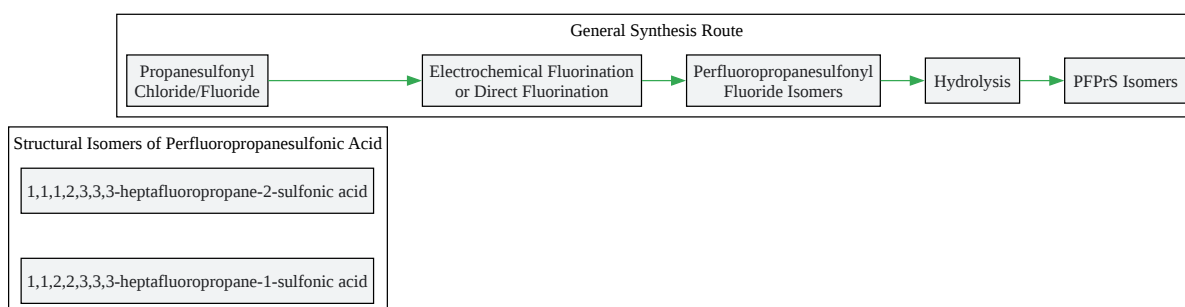 General Synthesis Route
Propanesulfonyl
Chloride/Fluoride
Electrochemical Fluorination
or Direct Fluorination
Perfluoropropanesulfonyl
Fluoride Isomers
Hydrolysis
PFPrS Isomers
Structural Isomers of Perfluoropropanesulfonic Acid
1,1,1,2,3,3,3-heptafluoropropane-2-sulfonic acid
1,1,2,2,3,3,3-heptafluoropropane-1-sulfonic acid